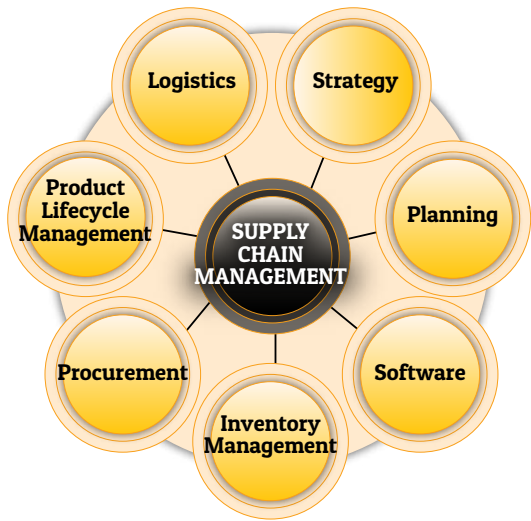 Logistics
Strategy
Product
Lifecycle
Management
Planning
SUPPLY
CHAIN
MANAGEMENT
Procurement
Software
Inventory
Management